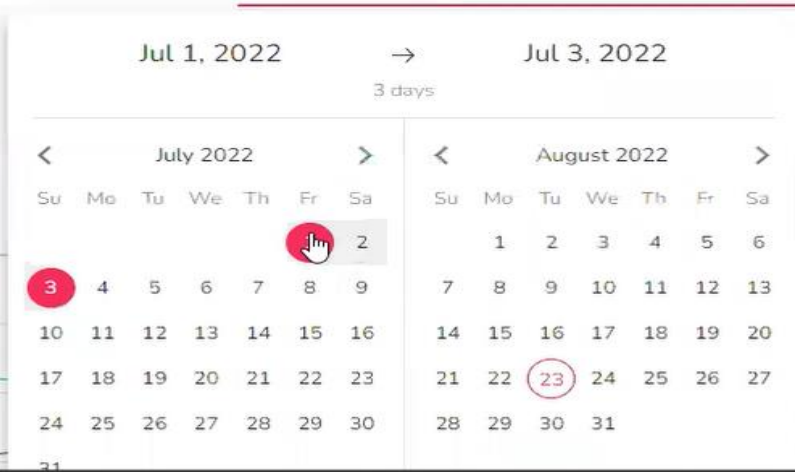 Jul 1, 2022 → Jul 3, 2022
3 days
< July 2022 >
Su Mo Tu We Th Fr Sa
2
3 4 5 6 7 8 9
10 11 12 13 14 15 16
17 18 19 20 21 22 23
24 25 26 27 28 29 30
31
< August 2022 >
Su Mo Tu We Th Fr Sa
1 2 3 4 5 6
7 8 9 10 11 12 13
14 15 16 17 18 19 20
21 22 23 24 25 26 27
28 29 30 31